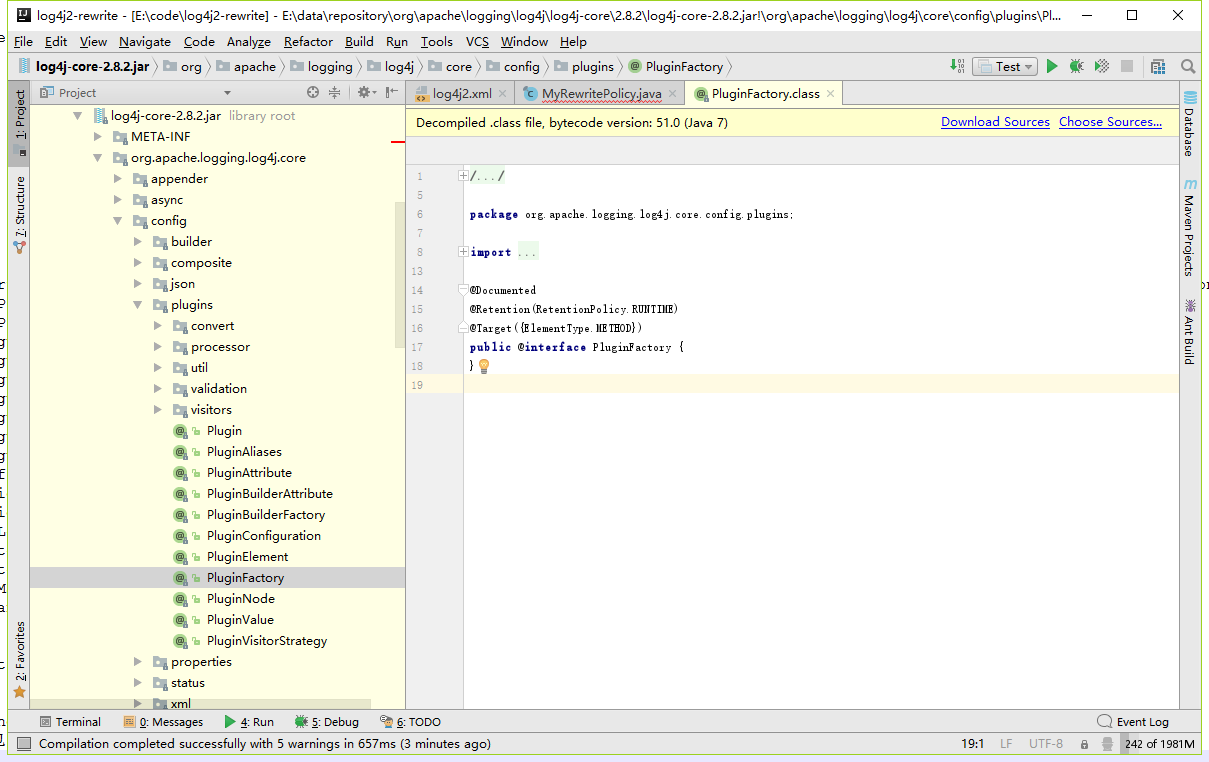 log4j2-rewrite - [E:\code\log4j2-rewrite] - E:\data\repository\org\apache\logging\log4j\log4j-core\2.8.2\log4j-core-2.8.2.jar!\org\apache\logging\log4j\core\config\plugins\Pl...
File Edit View Navigate Code Analyze Refactor Build Run Tools VCS Window Help
log4j-core-2.8.2.jar org apache logging log4j core config plugins PluginFactory Test
Project
log4j2.xml MyRewritePolicy.java PluginFactory.class
Decompiled .class file, bytecode version: 51.0 (Java 7) Download Sources Choose Sources...
1: Project
7: Structure
2: Favorites
log4j-core-2.8.2.jar library root
META-INF
org.apache.logging.log4j.core
appender
async
config
builder
composite
json
plugins
convert
processor
util
validation
visitors
Plugin
PluginAliases
PluginAttribute
PluginBuilderAttribute
PluginBuilderFactory
PluginConfiguration
PluginElement
PluginFactory
PluginNode
PluginValue
PluginVisitorStrategy
properties
status
xml
1 /.../
5
6 package org.apache.logging.log4j.core.config.plugins;
7
8 import ...
13
14 @Documented
15 @Retention(RetentionPolicy.RUNTIME)
16 @Target({ElementType.METHOD})
17 public @interface PluginFactory {
18 }
19
Database
Maven Projects
Ant Build
Terminal 0: Messages 4: Run 5: Debug 6: TODO Event Log
Compilation completed successfully with 5 warnings in 657ms (3 minutes ago) 19:1 LF UTF-8 242 of 1981M